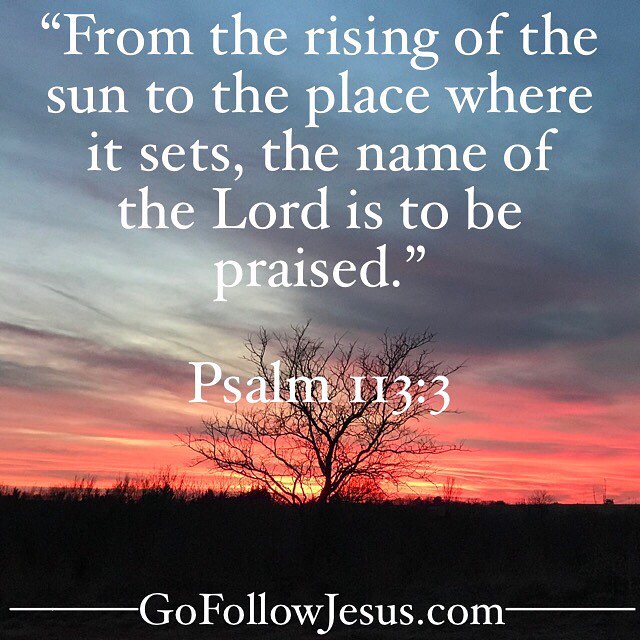 “From the rising of the
sun to the place where
it sets, the name of
the Lord is to be
praised.”
Psalm 113:3
GoFollowJesus.com